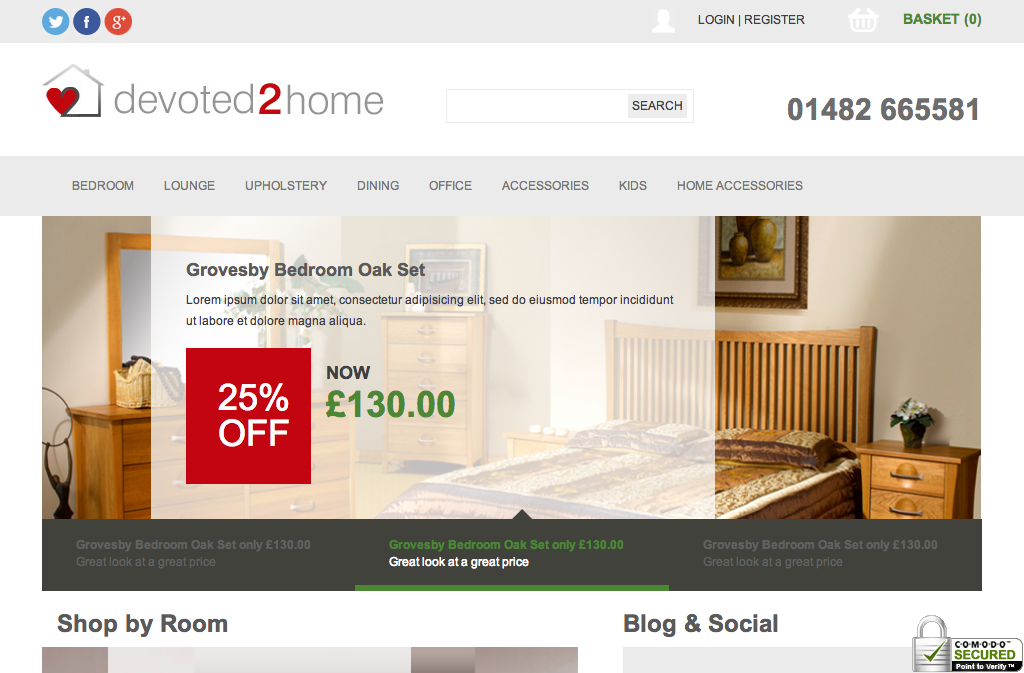 LOGIN | REGISTER
BASKET (0)
devoted2home
SEARCH
01482 665581
BEDROOM
LOUNGE
UPHOLSTERY
DINING
OFFICE
ACCESSORIES
KIDS
HOME ACCESSORIES
Grovesby Bedroom Oak Set
Lorem ipsum dolor sit amet, consectetur adipisicing elit, sed do eiusmod tempor incididunt
ut labore et dolore magna aliqua.
25%
OFF
NOW
£130.00
Grovesby Bedroom Oak Set only £130.00
Great look at a great price
Grovesby Bedroom Oak Set only £130.00
Great look at a great price
Grovesby Bedroom Oak Set only £130.00
Great look at a great price
Shop by Room
Blog & Social
COMODO™
SECURED
Point to Verify™